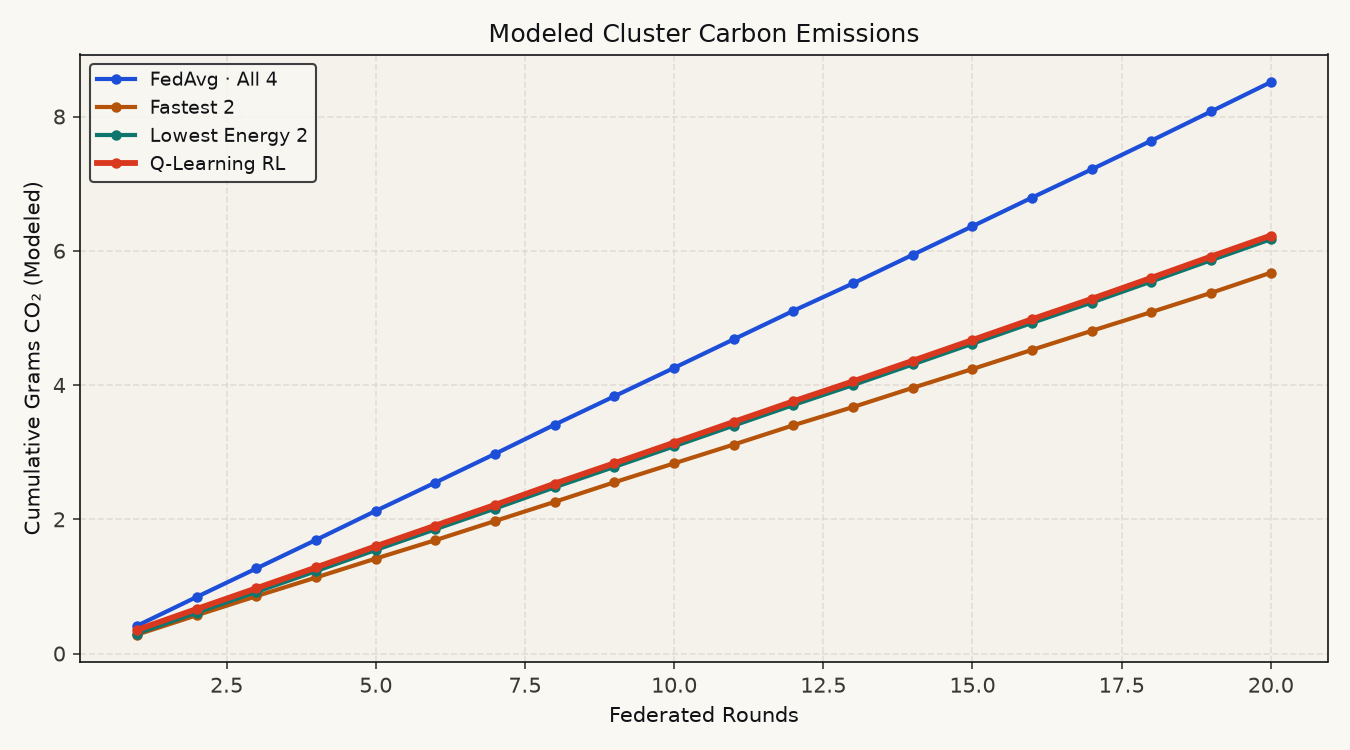 Modeled Cluster Carbon Emissions
FedAvg · All 4
Fastest 2
Lowest Energy 2
Q-Learning RL
Cumulative Grams CO₂ (Modeled)
8
6
4
2
0
2.5 5.0 7.5 10.0 12.5 15.0 17.5 20.0
Federated Rounds